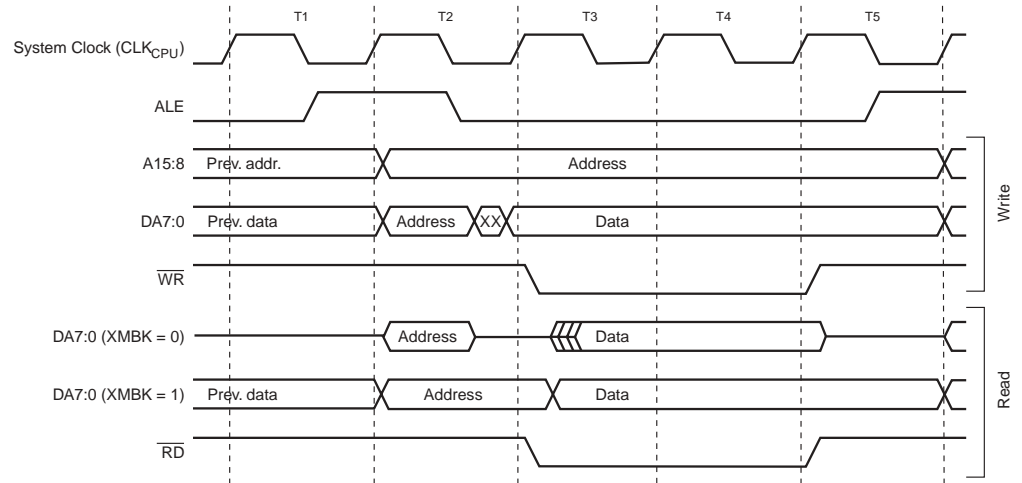 T1 T2 T3 T4 T5
System Clock (CLKCPU)
ALE
A15:8 Prev. addr. Address
DA7:0 Prev. data Address XX Data
WR
Write
DA7:0 (XMBK = 0) Address Data
DA7:0 (XMBK = 1) Prev. data Address Data
RD
Read